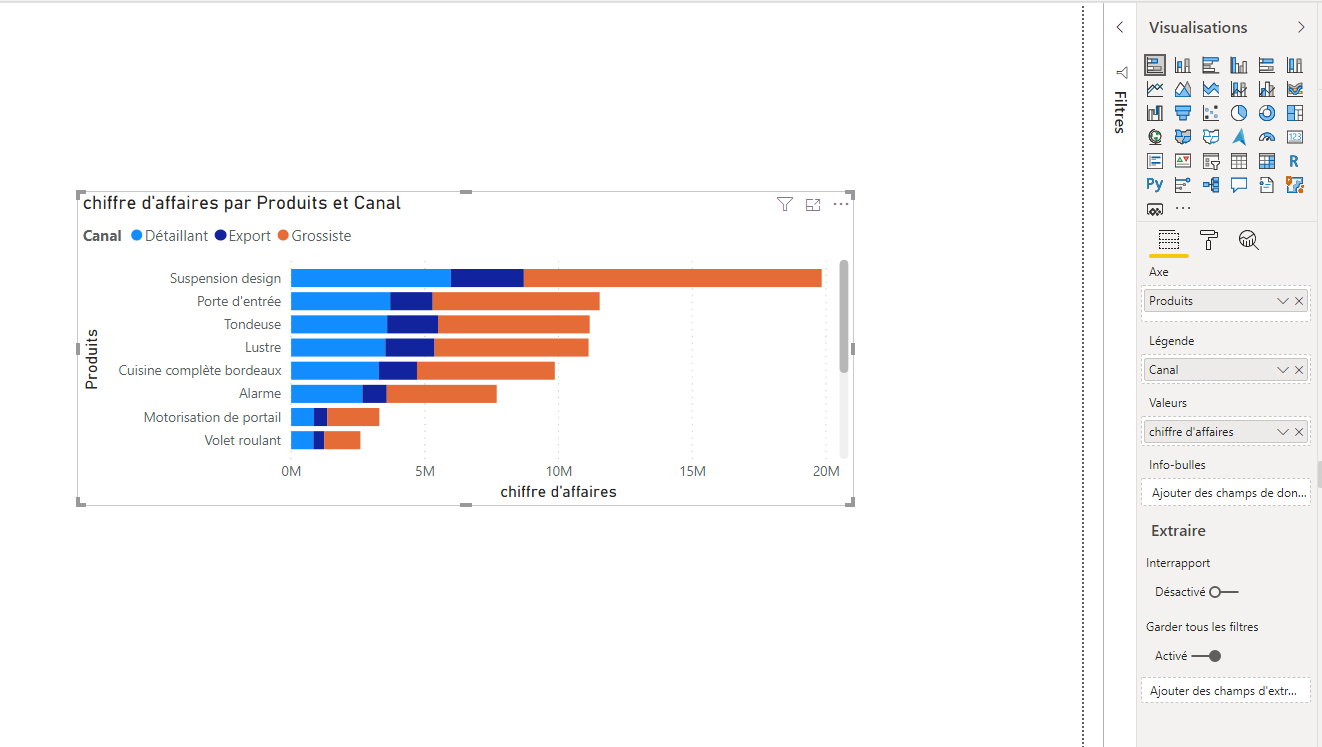 Visualisations
Filtres
chiffre d'affaires par Produits et Canal
Canal Détaillant Export Grossiste
Produits
Suspension design
Porte d'entrée
Tondeuse
Lustre
Cuisine complète bordeaux
Alarme
Motorisation de portail
Volet roulant
0M 5M 10M 15M 20M
chiffre d'affaires
123
R
Py
...
Axe
Produits
Légende
Canal
Valeurs
chiffre d'affaires
Info-bulles
Ajouter des champs de don...
Extraire
Interrapport
Désactivé
Garder tous les filtres
Activé
Ajouter des champs d'extr...